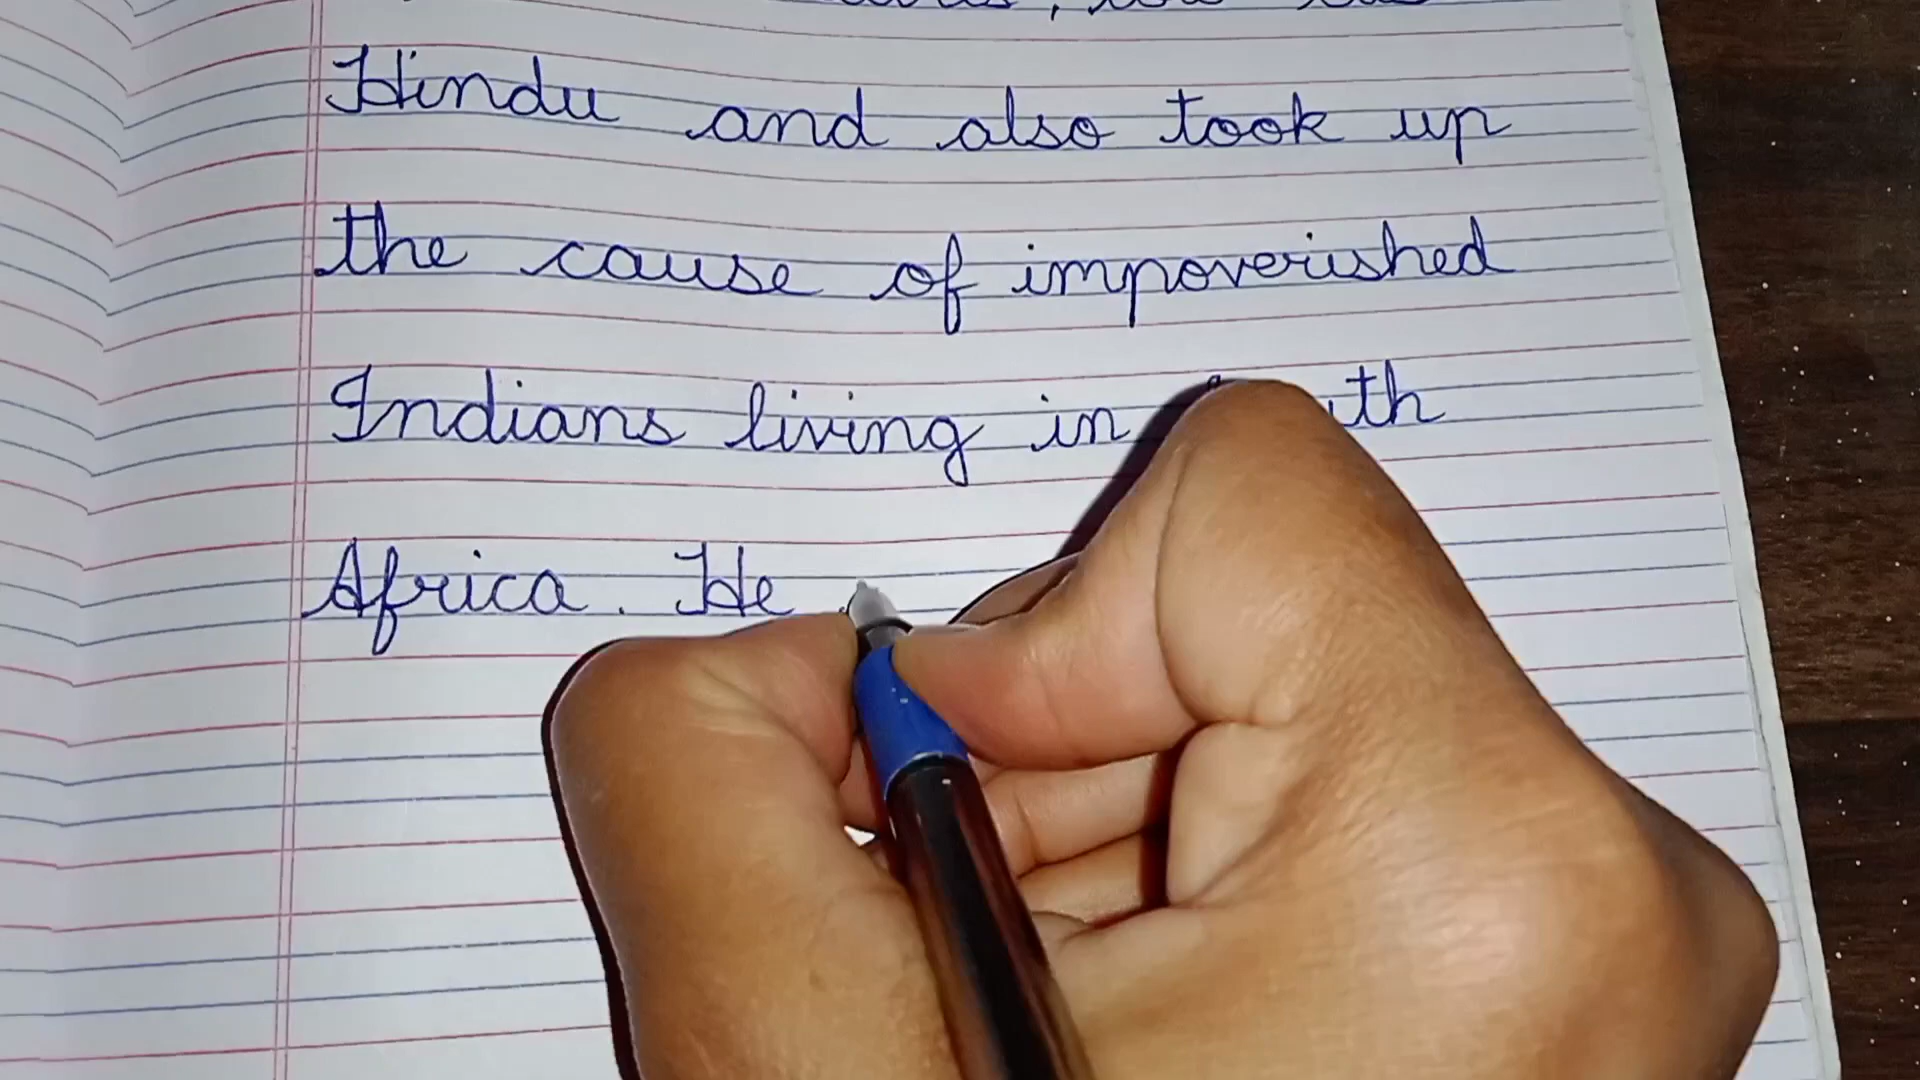 Hindu and also took up
the cause of impoverished
Indians living in
Africa. He